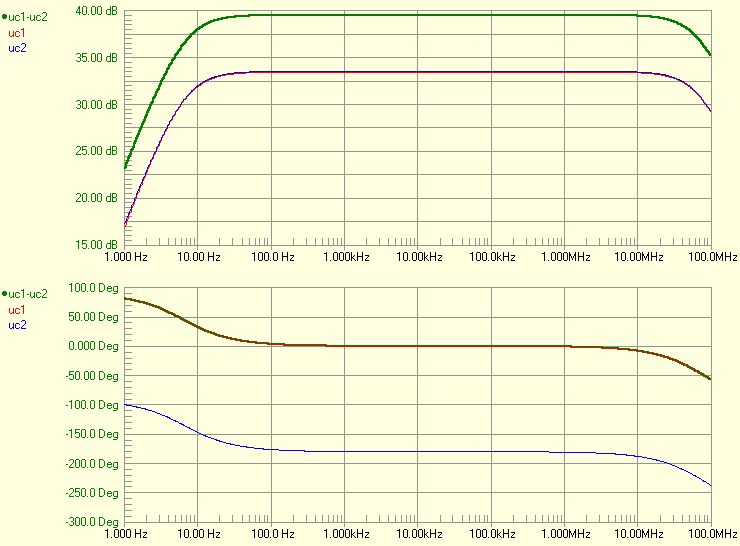 uc1-uc2
uc1
uc2
40.00 dB
35.00 dB
30.00 dB
25.00 dB
20.00 dB
15.00 dB
1.000 Hz 10.00 Hz 100.0 Hz 1.000kHz 10.00kHz 100.0kHz 1.000MHz 10.00MHz 100.0MHz
uc1-uc2
uc1
uc2
100.0 Deg
50.00 Deg
0.000 Deg
-50.00 Deg
-100.0 Deg
-150.0 Deg
-200.0 Deg
-250.0 Deg
-300.0 Deg
1.000 Hz 10.00 Hz 100.0 Hz 1.000kHz 10.00kHz 100.0kHz 1.000MHz 10.00MHz 100.0MHz